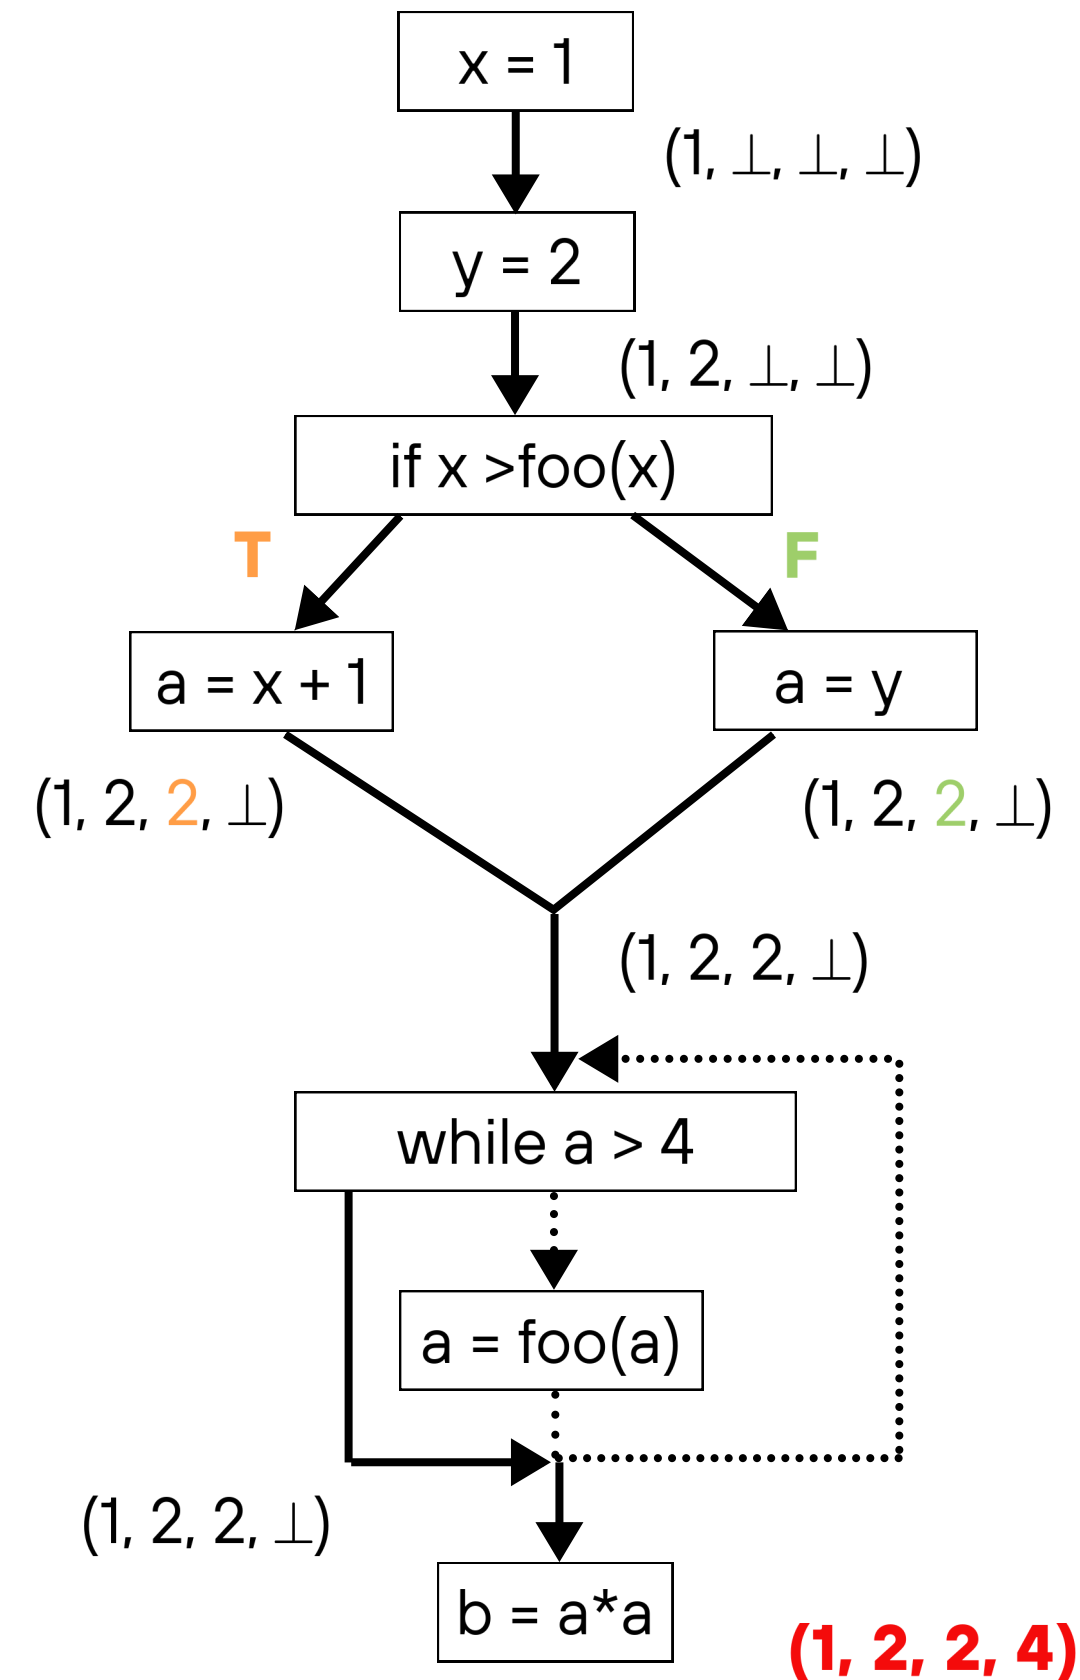 x = 1
(1, ⊥, ⊥, ⊥)
y = 2
(1, 2, ⊥, ⊥)
if x >foo(x)
T
F
a = x + 1
a = y
(1, 2, 2, ⊥)
(1, 2, 2, ⊥)
(1, 2, 2, ⊥)
while a > 4
a = foo(a)
(1, 2, 2, ⊥)
b = a*a
(1, 2, 2, 4)